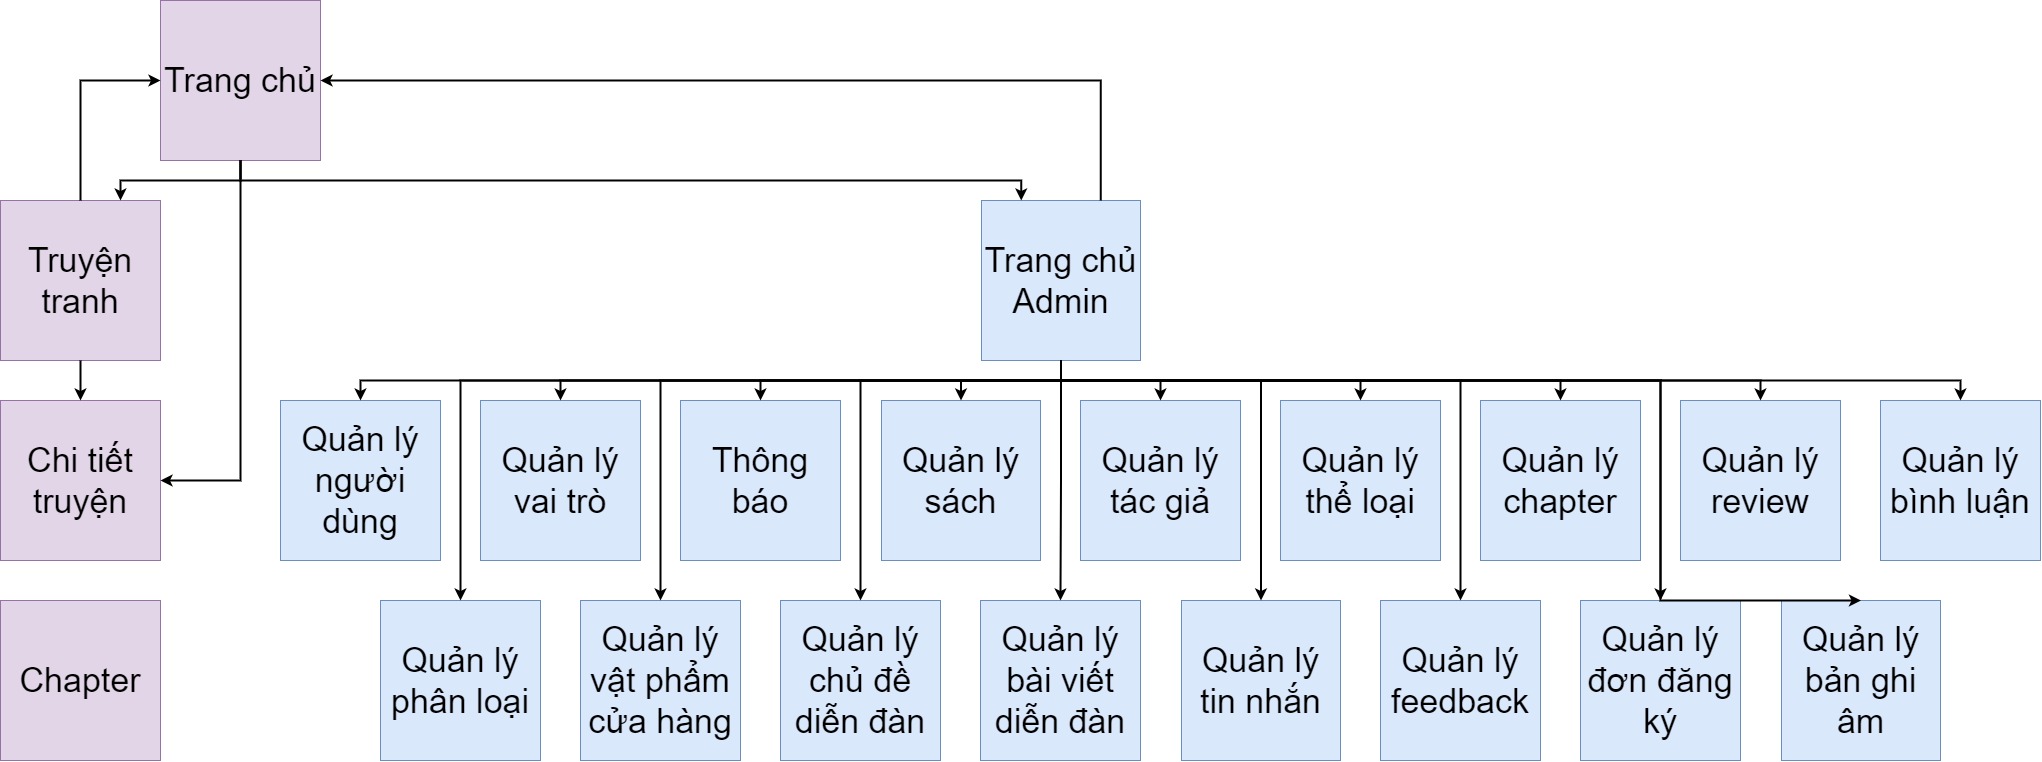 Trang chủ
Truyện
tranh
Trang chủ
Admin
Chi tiết
truyện
Quản lý
người
dùng
Quản lý
vai trò
Thông
báo
Quản lý
sách
Quản lý
tác giả
Quản lý
thể loại
Quản lý
chapter
Quản lý
review
Quản lý
bình luận
Chapter
Quản lý
phân loại
Quản lý
vật phẩm
cửa hàng
Quản lý
chủ đề
diễn đàn
Quản lý
bài viết
diễn đàn
Quản lý
tin nhắn
Quản lý
feedback
Quản lý
đơn đăng
ký
Quản lý
bản ghi
âm